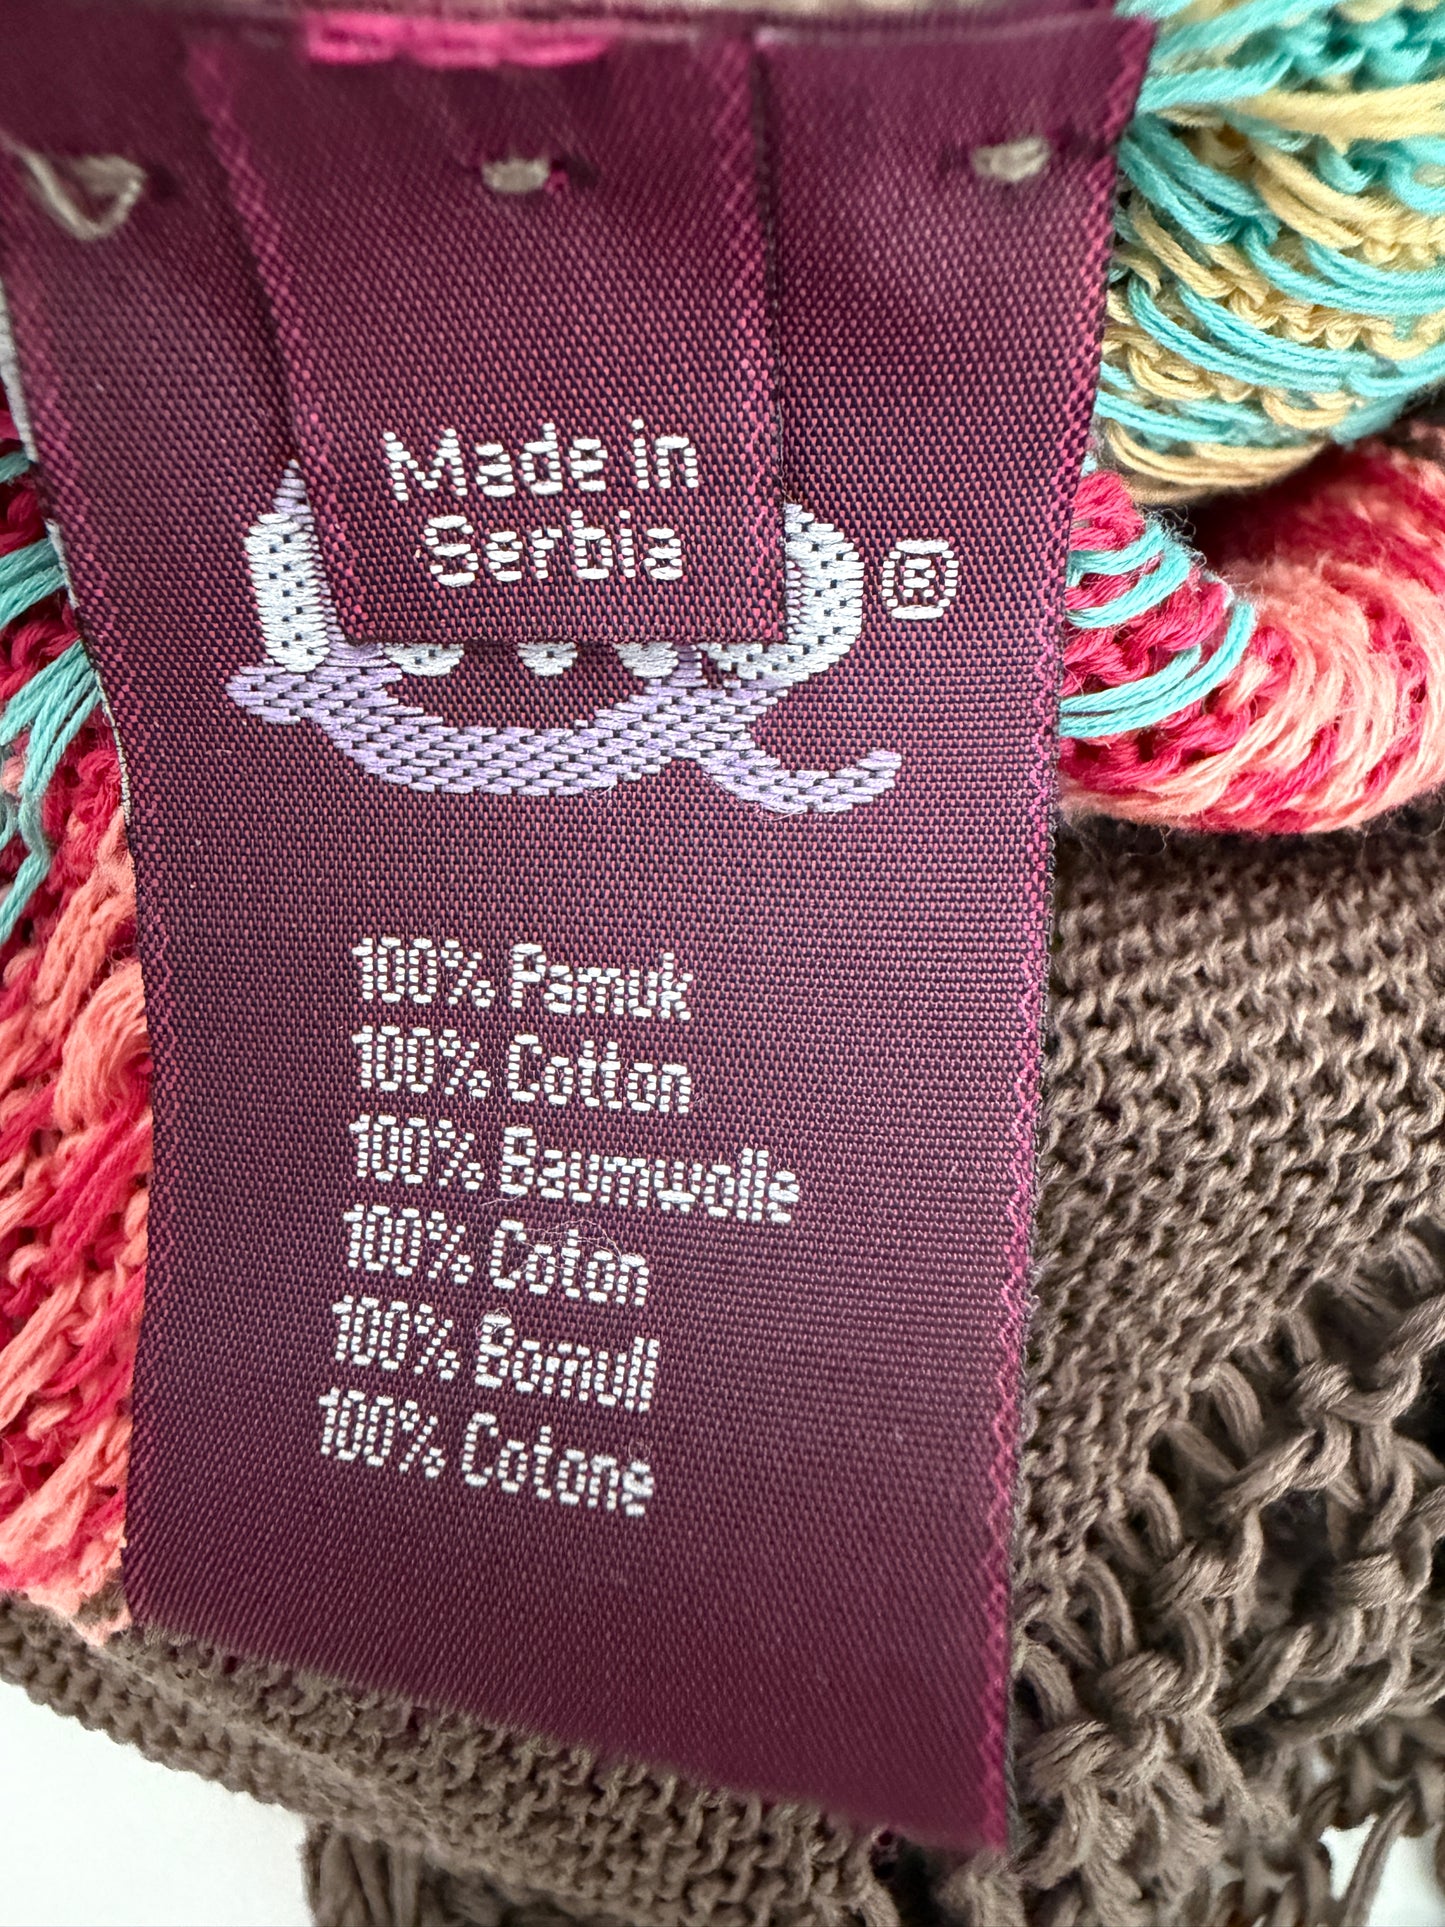 Made in
Serbia
®
100% Pamuk
100% Cotton
100% Baumwolle
100% Coton
100% Bomull
100% Cotone